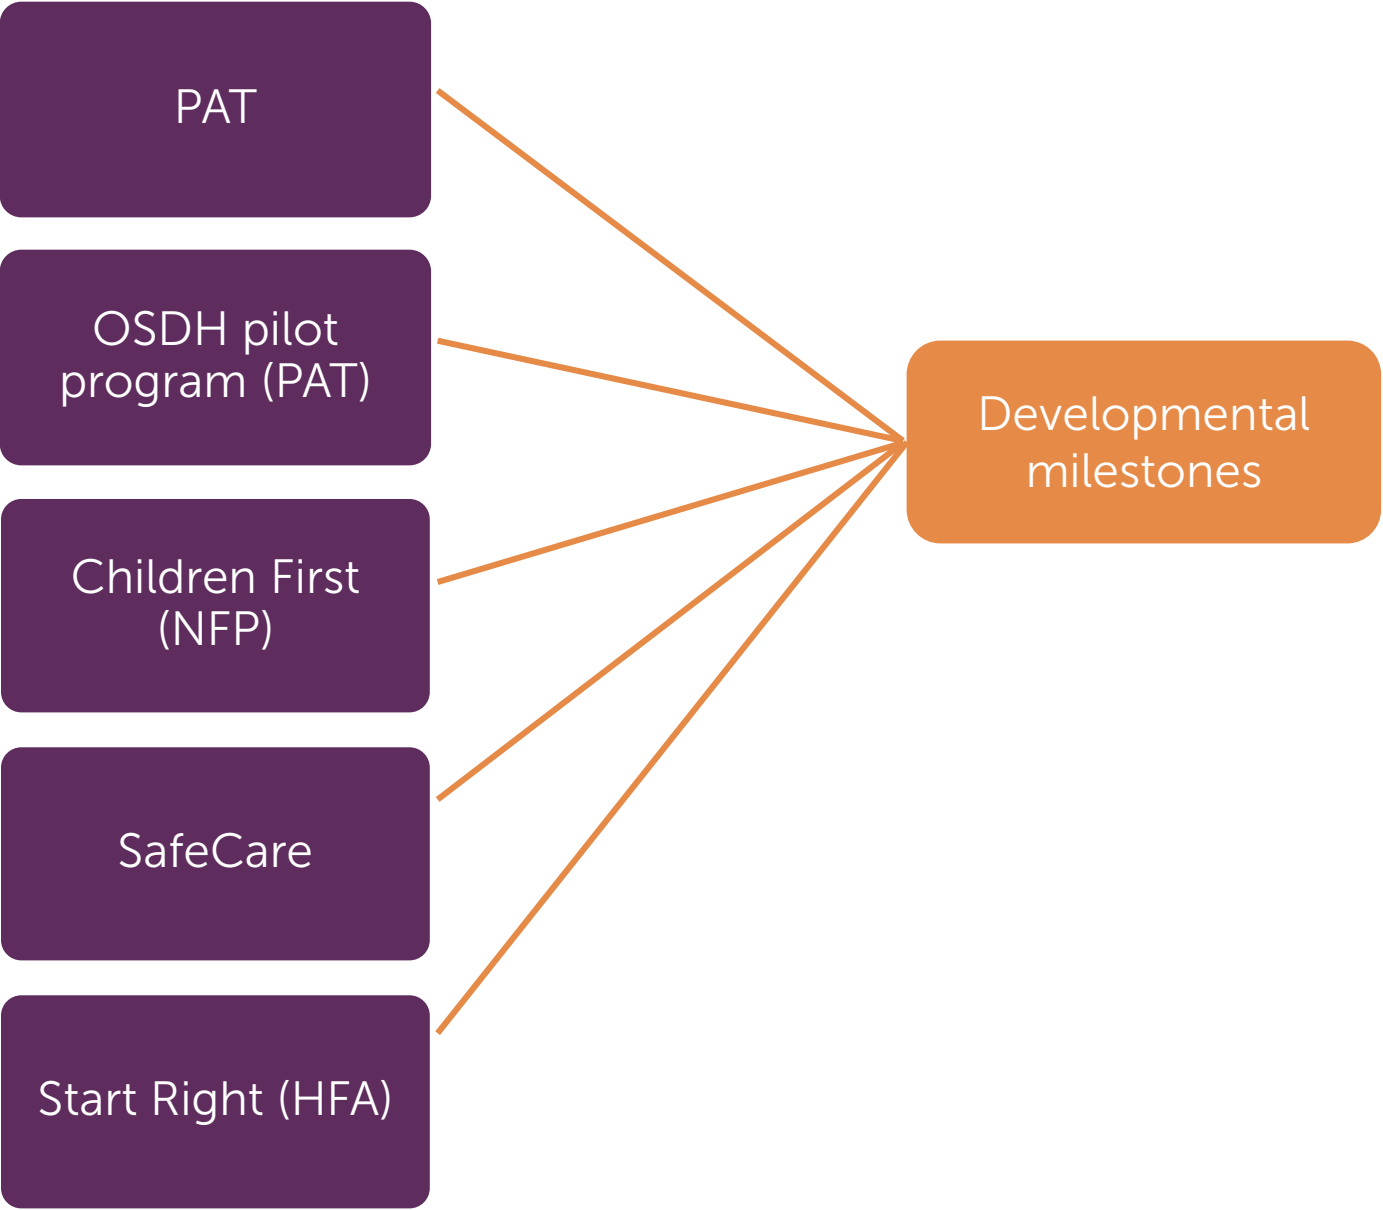 PAT
OSDH pilot
program (PAT)
Children First
(NFP)
SafeCare
Start Right (HFA)
Developmental
milestones